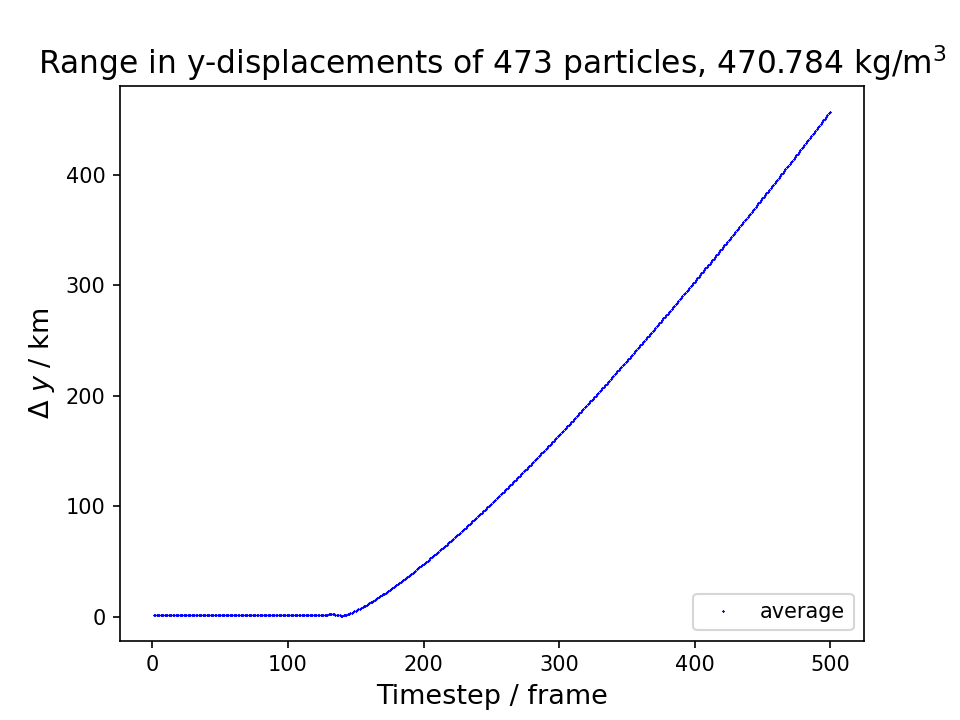 Range in y-displacements of 473 particles, 470.784 kg/m³
Δ y / km
400
300
200
100
0
average
0 100 200 300 400 500
Timestep / frame